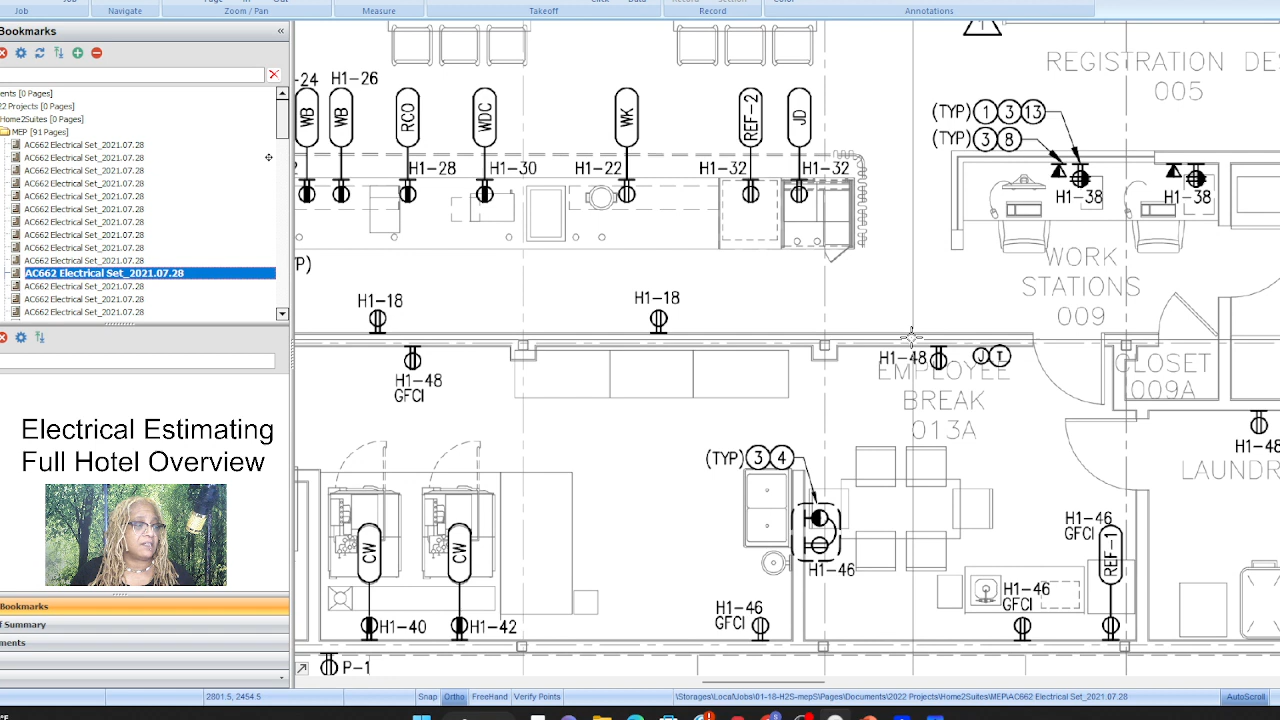 Job
Navigate
Zoom / Pan
Measure
Takeoff
Record
Annotations
Bookmarks
ents [0 Pages]
22 Projects [0 Pages]
Home2Suites [0 Pages]
MEP [91 Pages]
AC662 Electrical Set_2021.07.28
AC662 Electrical Set_2021.07.28
AC662 Electrical Set_2021.07.28
AC662 Electrical Set_2021.07.28
AC662 Electrical Set_2021.07.28
AC662 Electrical Set_2021.07.28
AC662 Electrical Set_2021.07.28
AC662 Electrical Set_2021.07.28
AC662 Electrical Set_2021.07.28
AC662 Electrical Set_2021.07.28
AC662 Electrical Set_2021.07.28
AC662 Electrical Set_2021.07.28
AC662 Electrical Set_2021.07.28
AC662 Electrical Set_2021.07.28
Electrical Estimating
Full Hotel Overview
Bookmarks
f Summary
ments
1
REGISTRATION DES
005
-24
H1-26
WB
WB
RCO
WDC
WK
REF-2
JD
(TYP) 1 3 13
(TYP) 3 8
H1-28
H1-30
H1-22
H1-32
H1-32
H1-38
H1-38
WORK
STATIONS
009
YP)
H1-18
H1-18
H1-48
GFCI
H1-48
J T
EMPLOYEE
BREAK
013A
CLOSET
009A
H1-48
LAUNDR
(TYP) 3 4
H1-46
CW
CW
H1-40
H1-42
H1-46
GFCI
H1-46
GFCI
REF-1
H1-46
GFCI
P-1
2801.5, 2454.5
Snap
Ortho
FreeHand
Verify Points
\Storages\LocalJobs\01-18-H2S-mepS\Pages\Documents\2022 Projects\Home2Suites\MEP\AC662 Electrical Set_2021.07.28
AutoScroll